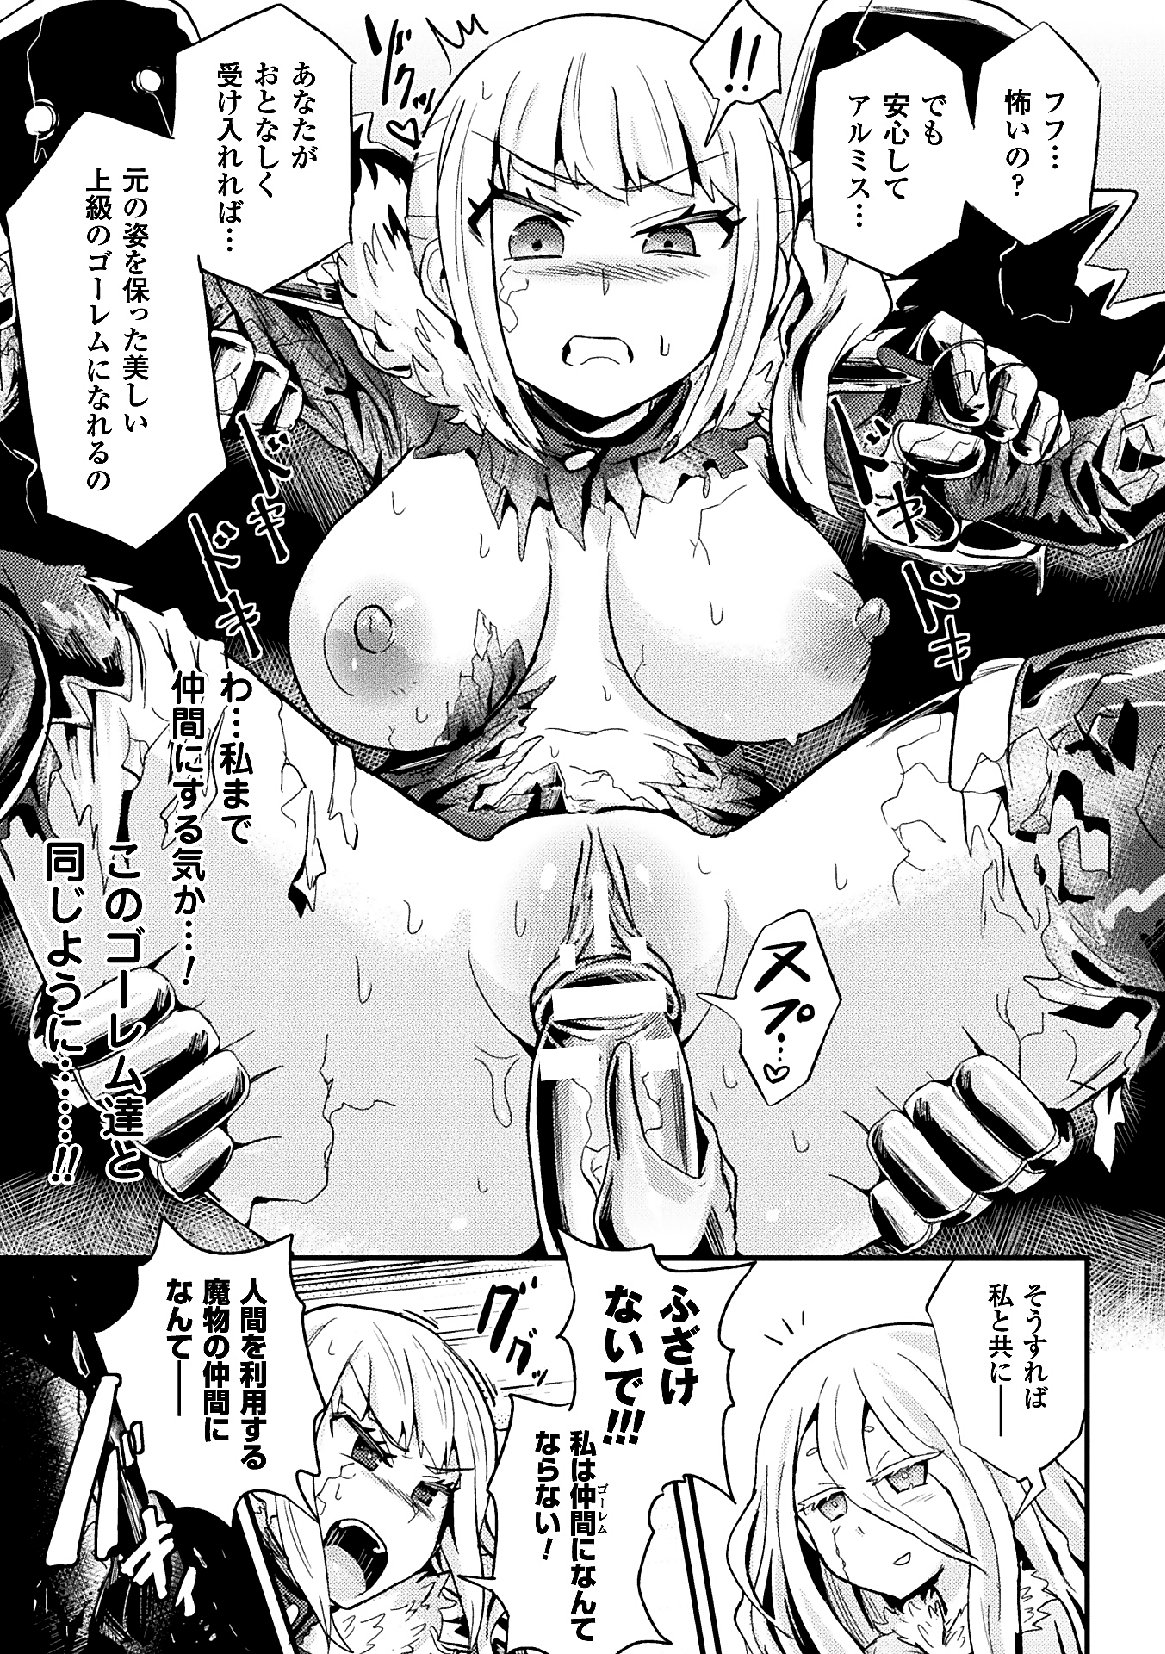 フフ…
怖いの?
でも
安心して
アルミス…
!!
ゾクッ♡
あなたが
おとなしく
受け入れれば…
元の姿を保った美しい
上級のゴーレムになれるの
ドキャ
ドキ
ドキャ
ドキ
わ…私まで
仲間にする気か…!
このゴーレム達と
同じように……!!
ヌプ…♡
そうすれば
私と共に――
ふざけ
ないで!!!
私は仲間になんて
ゴーレム
ならない!
ググッ
人間を利用する
魔物の仲間に
なんて――